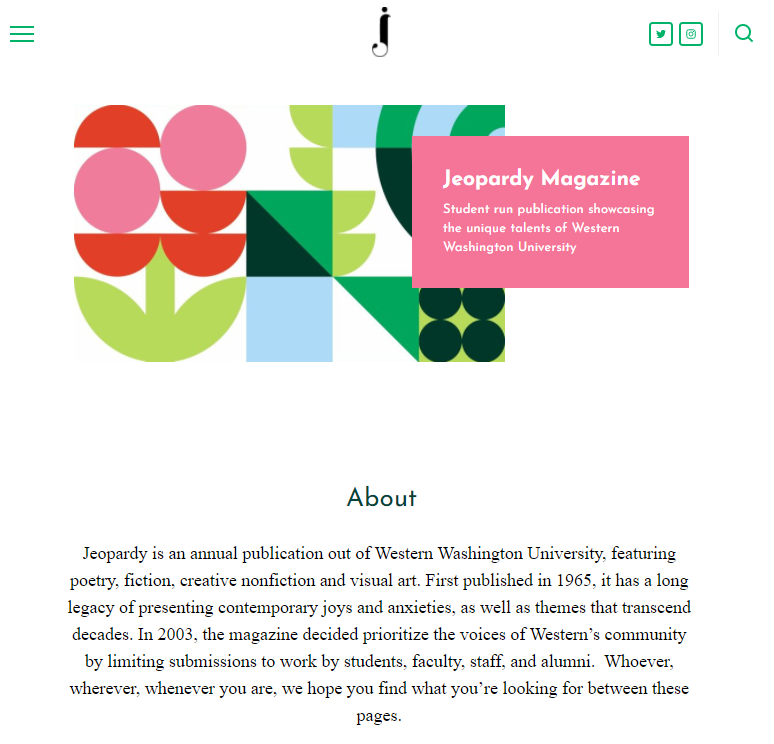 j
Jeopardy Magazine
Student run publication showcasing
the unique talents of Western
Washington University
About
Jeopardy is an annual publication out of Western Washington University, featuring
poetry, fiction, creative nonfiction and visual art. First published in 1965, it has a long
legacy of presenting contemporary joys and anxieties, as well as themes that transcend
decades. In 2003, the magazine decided prioritize the voices of Western’s community
by limiting submissions to work by students, faculty, staff, and alumni.  Whoever,
wherever, whenever you are, we hope you find what you’re looking for between these
pages.